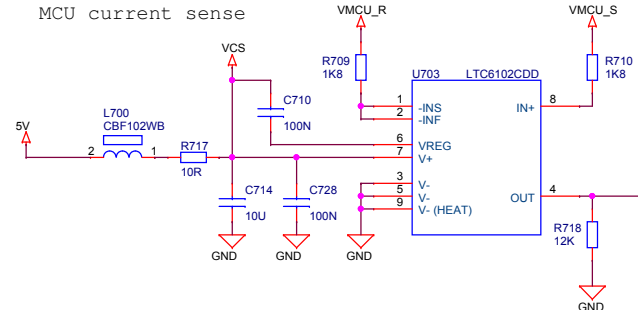 MCU current sense
VMCU_R
VMCU_S
VCS
R709
1K8
R710
1K8
U703
LTC6102CDD
C710
100N
1
-INS
2
-INF
IN+
8
L700
CBF102WB
5V
6
VREG
2
1
R717
7
V+
10R
3
V-
5
V-
9
V- (HEAT)
OUT
4
C714
10U
C728
100N
R718
12K
GND
GND
GND
GND